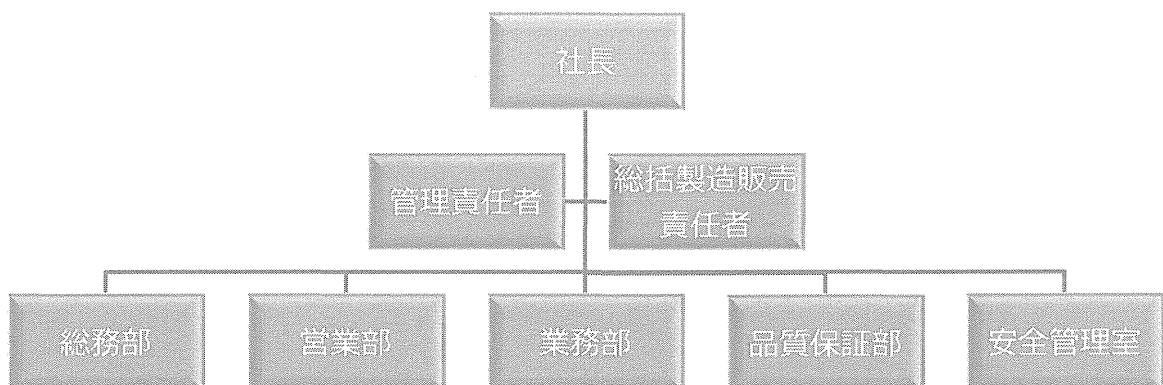 社長
管理責任者
総括製造販売
責任者
総務部
営業部
業務部
品質保証部
安全管理室